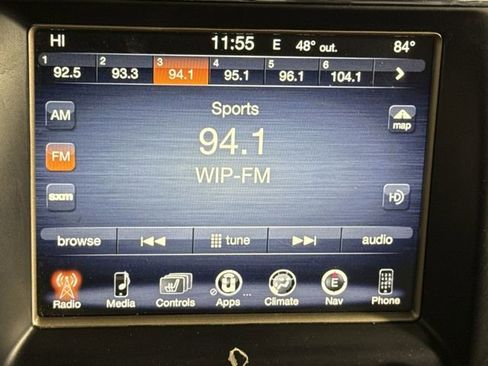 HI 11:55 E 48° out. 84°
1 2 3 4 5 6
92.5 93.3 94.1 95.1 96.1 104.1
Sports
94.1
WIP-FM
AM
FM
sxm
map
HD
browse tune audio
E
Radio Media Controls Apps ... Climate Nav Phone